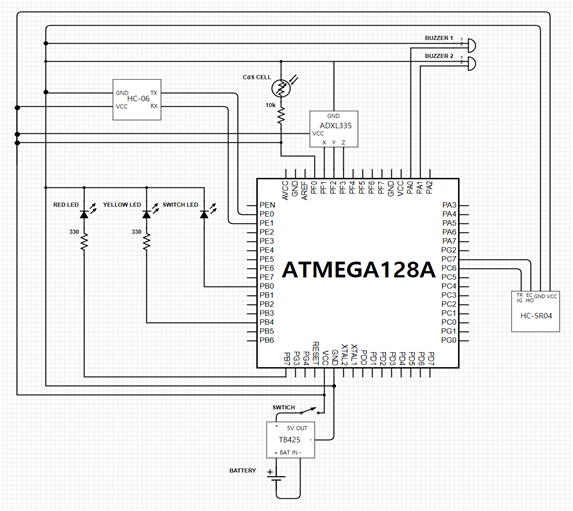 BUZZER 1
1
2
BUZZER 2
1
2
CdS CELL
GND
VCC
HC-06
TX
RX
10k
GND
ADXL335
VCC
X Y Z
AVCC
GND
AREF
PF0
PF1
PF2
PF3
PF4
PF5
PF6
PF7
GND
VCC
PA0
PA1
PA2
RED LED
YELLOW LED
SWITCH LED
330
330
PEN
PE0
PE1
PE2
PE3
PE4
PE5
PE6
PE7
PB0
PB1
PB2
PB3
PB4
PB5
PB6
ATMEGA128A
PA3
PA4
PA5
PA6
PA7
PG2
PC7
PC6
PC5
PC4
PC3
PC2
PC1
PC0
PG1
PG0
TR EC GND VCC
IG HO
HC-SR04
PB7
PG3
PG4
RESET
VCC
GND
XTAL2
XTAL1
PD0
PD1
PD2
PD3
PD4
PD5
PD6
PD7
SWTICH
+ 5V OUT
TB425 -
+ BAT IN -
BATTERY
+